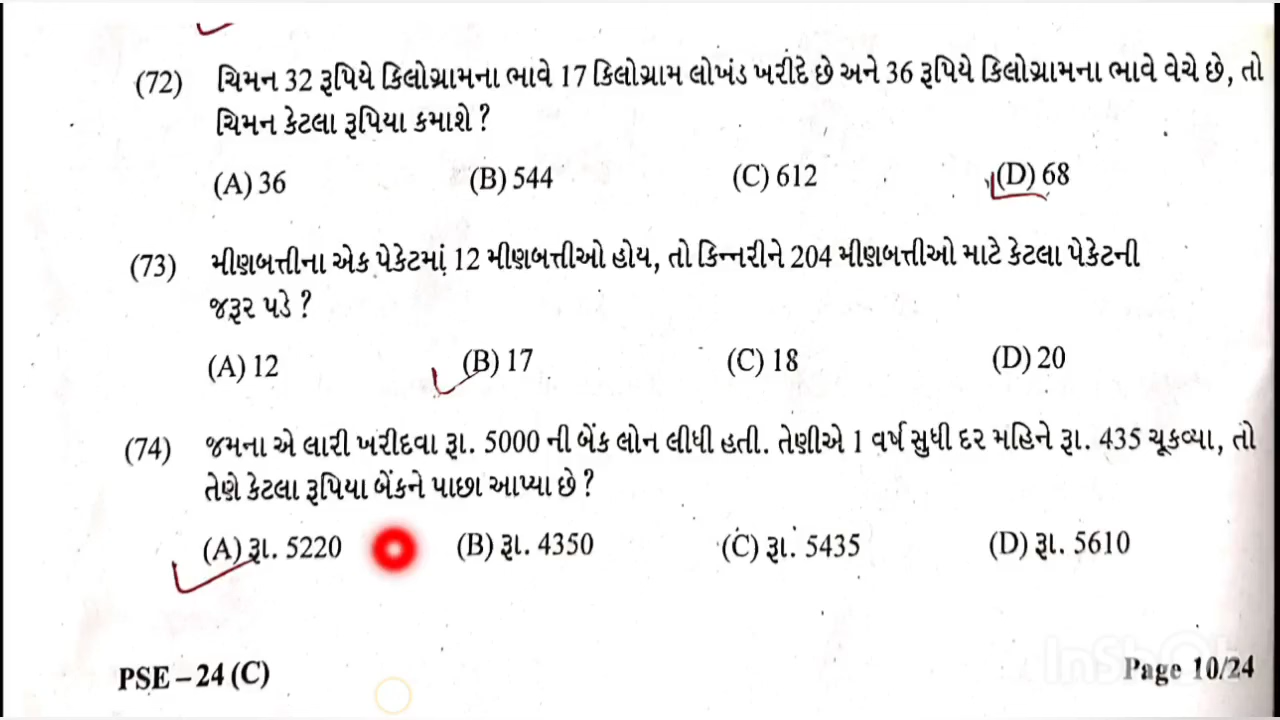 (72) ચિમન 32 રૂપિયે કિલોગ્રામના ભાવે 17 કિલોગ્રામ લોખંડ ખરીદે છે અને 36 રૂપિયે કિલોગ્રામના ભાવે વેચે છે, તો
ચિમન કેટલા રૂપિયા કમાશે ?
(A) 36 (B) 544 (C) 612 (D) 68
(73) મીણબત્તીના એક પેકેટમાં 12 મીણબત્તીઓ હોય, તો કિન્નરીને 204 મીણબત્તીઓ માટે કેટલા પેકેટની
જરૂર પડે ?
(A) 12 (B) 17 (C) 18 (D) 20
(74) જમના એ લારી ખરીદવા રૂા. 5000 ની બેંક લોન લીધી હતી. તેણીએ 1 વર્ષ સુધી દર મહિને રૂા. 435 ચૂકવ્યા, તો
તેણે કેટલા રૂપિયા બેંકને પાછા આપ્યા છે ?
(A) રૂા. 5220 (B) રૂા. 4350 (C) રૂા. 5435 (D) રૂા. 5610
InShOt
PSE – 24 (C) Page 10/24